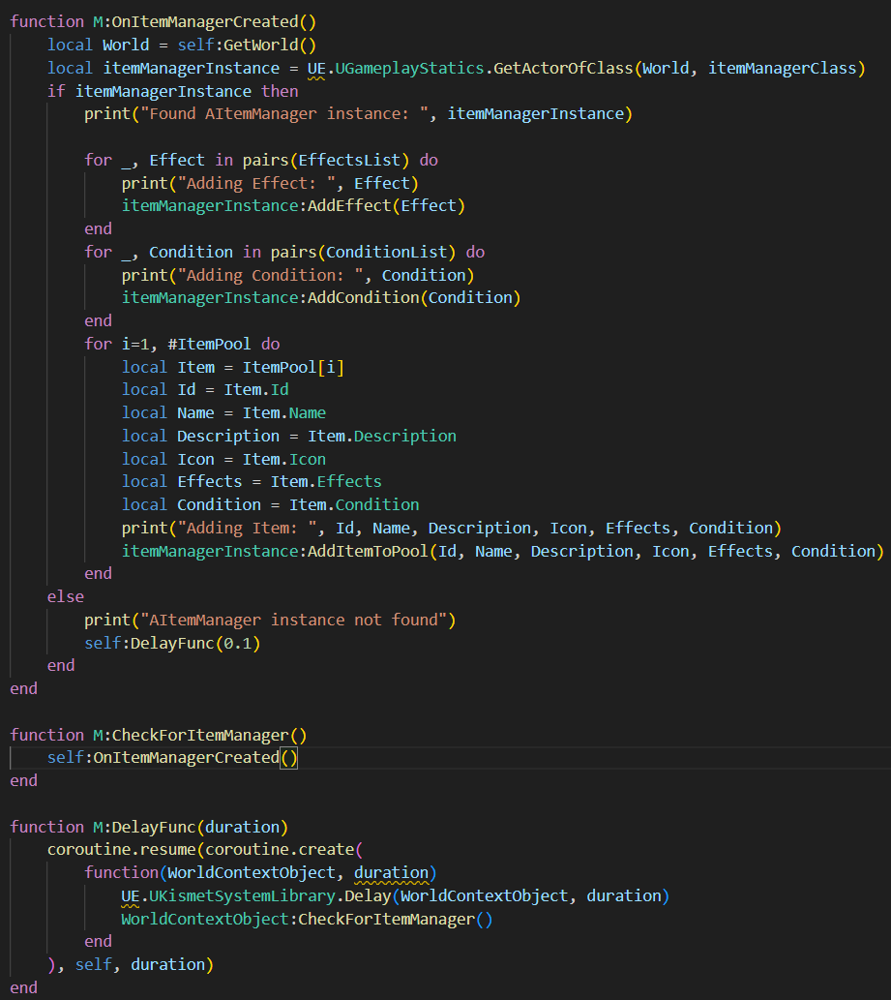 function M:OnItemManagerCreated()
    local World = self:GetWorld()
    local itemManagerInstance = UE.UGameplayStatics.GetActorOfClass(World, itemManagerClass)
    if itemManagerInstance then
        print("Found AItemManager instance: ", itemManagerInstance)

        for _, Effect in pairs(EffectsList) do
            print("Adding Effect: ", Effect)
            itemManagerInstance:AddEffect(Effect)
        end
        for _, Condition in pairs(ConditionList) do
            print("Adding Condition: ", Condition)
            itemManagerInstance:AddCondition(Condition)
        end
        for i=1, #ItemPool do
            local Item = ItemPool[i]
            local Id = Item.Id
            local Name = Item.Name
            local Description = Item.Description
            local Icon = Item.Icon
            local Effects = Item.Effects
            local Condition = Item.Condition
            print("Adding Item: ", Id, Name, Description, Icon, Effects, Condition)
            itemManagerInstance:AddItemToPool(Id, Name, Description, Icon, Effects, Condition)
        end
    else
        print("AItemManager instance not found")
        self:DelayFunc(0.1)
    end
end

function M:CheckForItemManager()
    self:OnItemManagerCreated()
end

function M:DelayFunc(duration)
    coroutine.resume(coroutine.create(
        function(WorldContextObject, duration)
            UE.UKismetSystemLibrary.Delay(WorldContextObject, duration)
            WorldContextObject:CheckForItemManager()
        end
    ), self, duration)
end